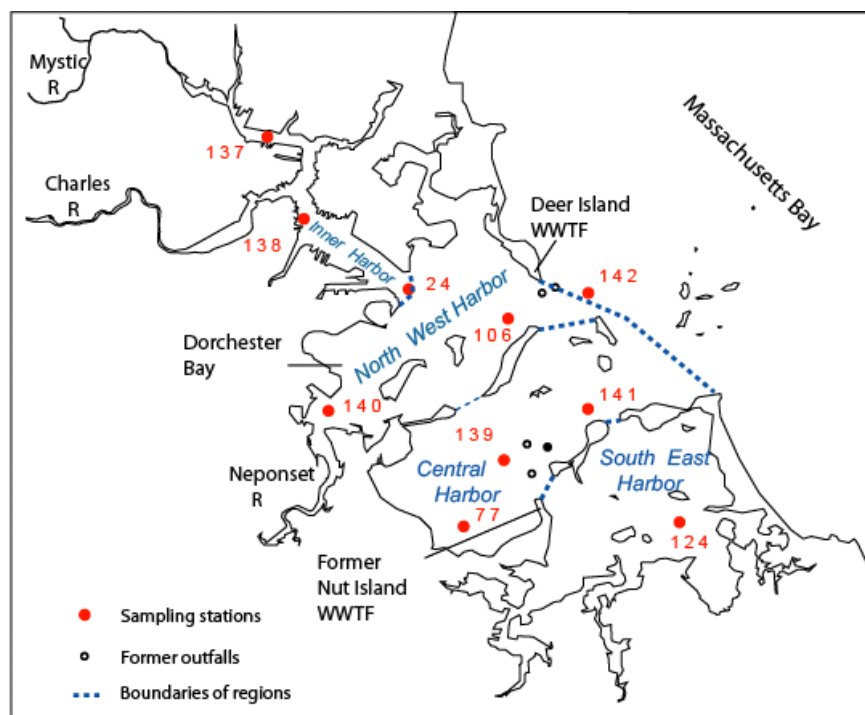 Mystic
R
Massachusetts Bay
137
Charles
R
Deer Island
WWTF
138
Inner Harbor
24
142
North West Harbor
106
Dorchester
Bay
140
141
139
Central
Harbor
South East
Harbor
Neponset
R
77
124
Former
Nut Island
WWTF
Sampling stations
Former outfalls
Boundaries of regions